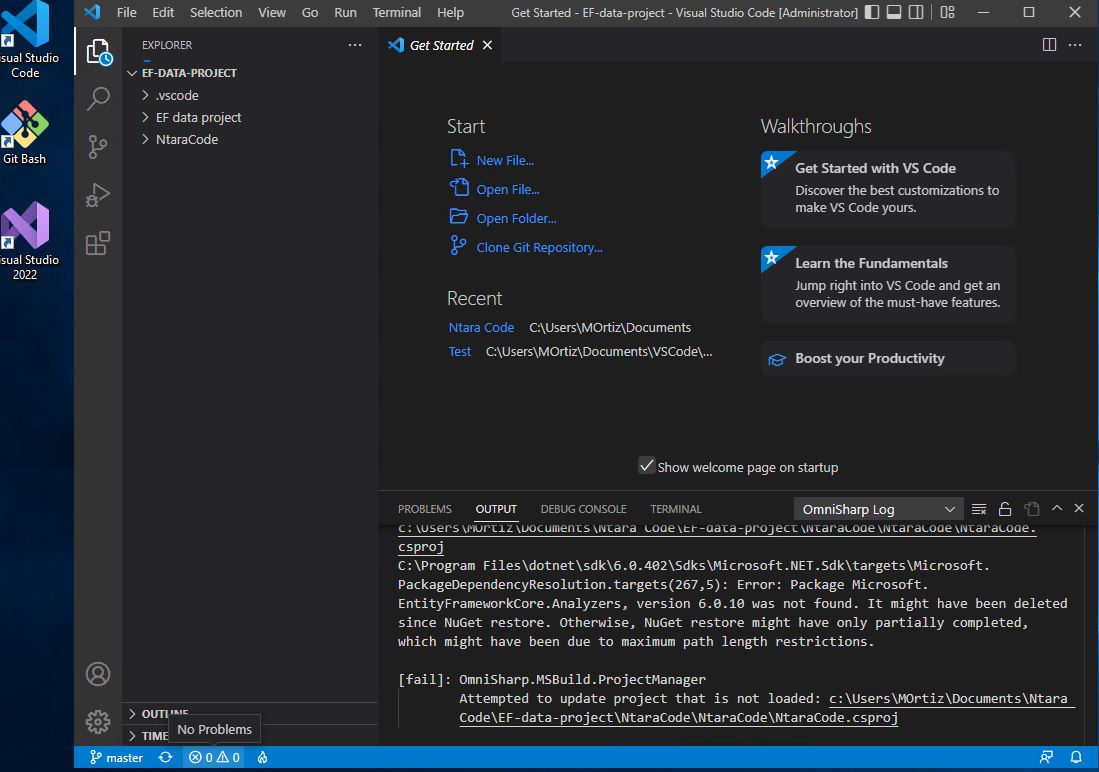 File Edit Selection View Go Run Terminal Help Get Started - EF-data-project - Visual Studio Code [Administrator]
isual Studio
Code
Git Bash
isual Studio
2022
EXPLORER
EF-DATA-PROJECT
.vscode
EF data project
NtaraCode
Get Started
Start
New File...
Open File...
Open Folder...
Clone Git Repository...
Recent
Ntara Code C:\Users\MOrtiz\Documents
Test C:\Users\MOrtiz\Documents\VSCode\...
Walkthroughs
Get Started with VS Code
Discover the best customizations to
make VS Code yours.
Learn the Fundamentals
Jump right into VS Code and get an
overview of the must-have features.
Boost your Productivity
Show welcome page on startup
PROBLEMS OUTPUT DEBUG CONSOLE TERMINAL OmniSharp Log
c:\Users\MOrtiz\Documents\Ntara Code\EF-data-project\NtaraCode\NtaraCode\NtaraCode.
csproj
C:\Program Files\dotnet\sdk\6.0.402\Sdks\Microsoft.NET.Sdk\targets\Microsoft.
PackageDependencyResolution.targets(267,5): Error: Package Microsoft.
EntityFrameworkCore.Analyzers, version 6.0.10 was not found. It might have been deleted
since NuGet restore. Otherwise, NuGet restore might have only partially completed,
which might have been due to maximum path length restrictions.
[fail]: OmniSharp.MSBuild.ProjectManager
Attempted to update project that is not loaded: c:\Users\MOrtiz\Documents\Ntara
Code\EF-data-project\NtaraCode\NtaraCode\NtaraCode.csproj
OUTLINE
TIME
No Problems
master 0 0